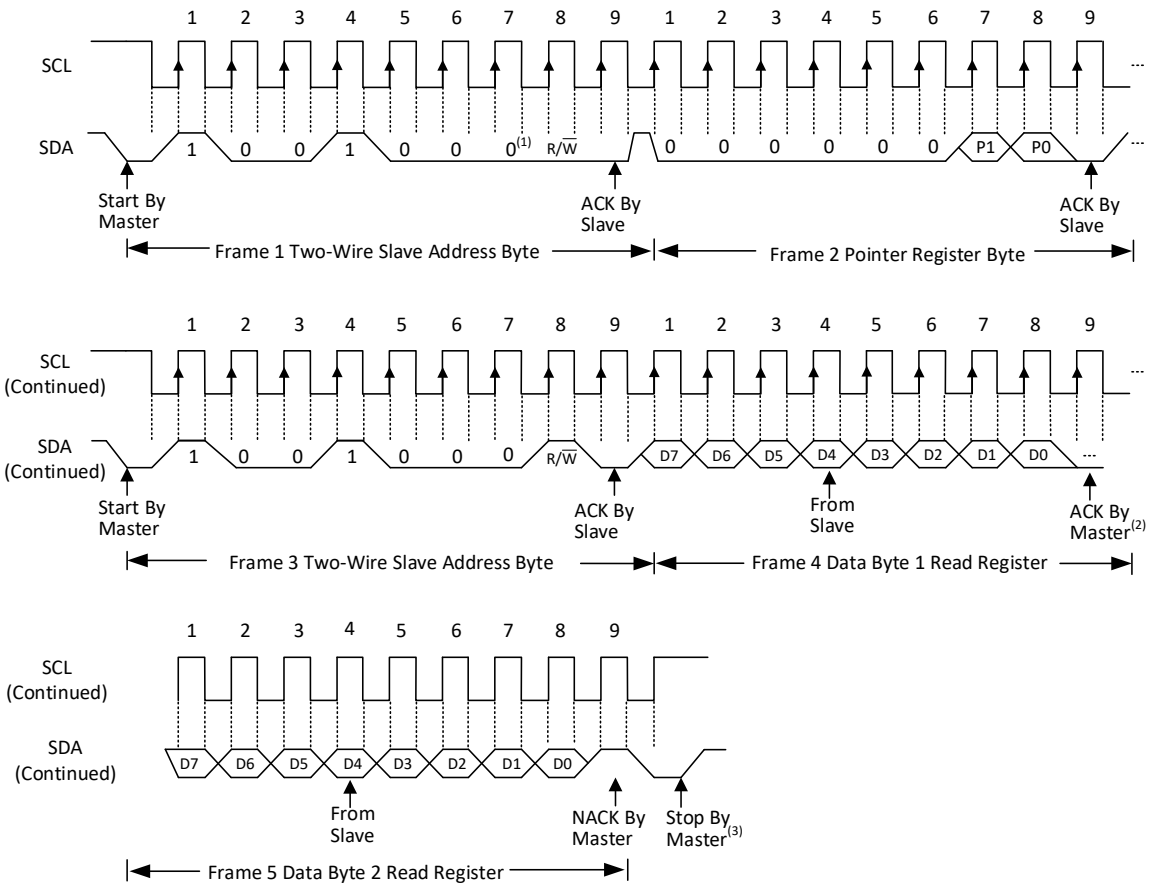 1 2 3 4 5 6 7 8 9 1 2 3 4 5 6 7 8 9
SCL ...
SDA 1 0 0 1 0 0 0(1) R/W̅ 0 0 0 0 0 0 P1 P0 ...
Start By
Master
ACK By
Slave
ACK By
Slave
Frame 1 Two-Wire Slave Address Byte Frame 2 Pointer Register Byte
1 2 3 4 5 6 7 8 9 1 2 3 4 5 6 7 8 9
SCL
(Continued)
...
SDA
(Continued)
1 0 0 1 0 0 0 R/W̅ D7 D6 D5 D4 D3 D2 D1 D0 ...
Start By
Master
ACK By
Slave
From
Slave
ACK By
Master(2)
Frame 3 Two-Wire Slave Address Byte Frame 4 Data Byte 1 Read Register
1 2 3 4 5 6 7 8 9
SCL
(Continued)
SDA
(Continued)
D7 D6 D5 D4 D3 D2 D1 D0
From
Slave
NACK By
Master
Stop By
Master(3)
Frame 5 Data Byte 2 Read Register